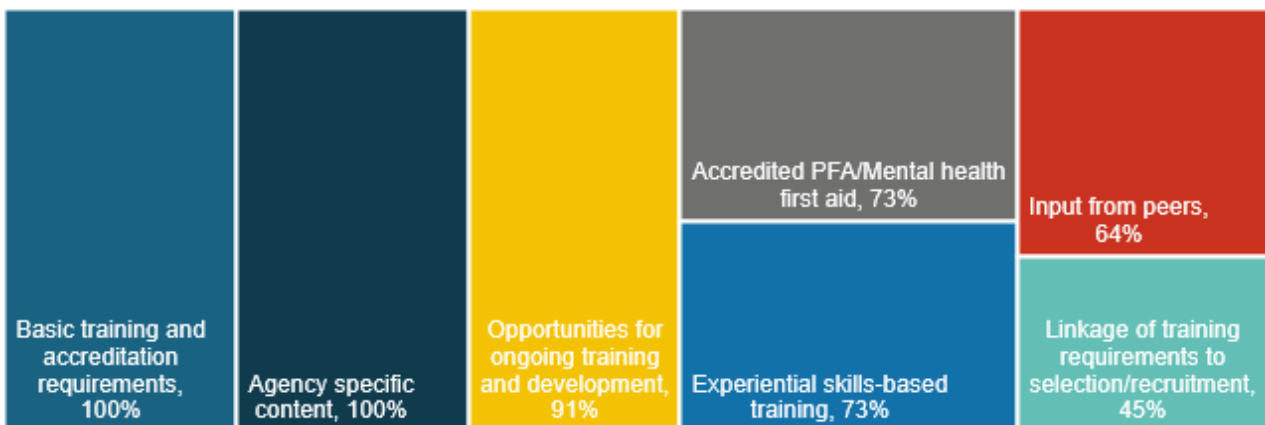 Basic training and
accreditation
requirements,
100%
Agency specific
content, 100%
Opportunities for
ongoing training
and development,
91%
Accredited PFA/Mental health
first aid, 73%
Experiential skills-based
training, 73%
Input from peers,
64%
Linkage of training
requirements to
selection/recruitment,
45%